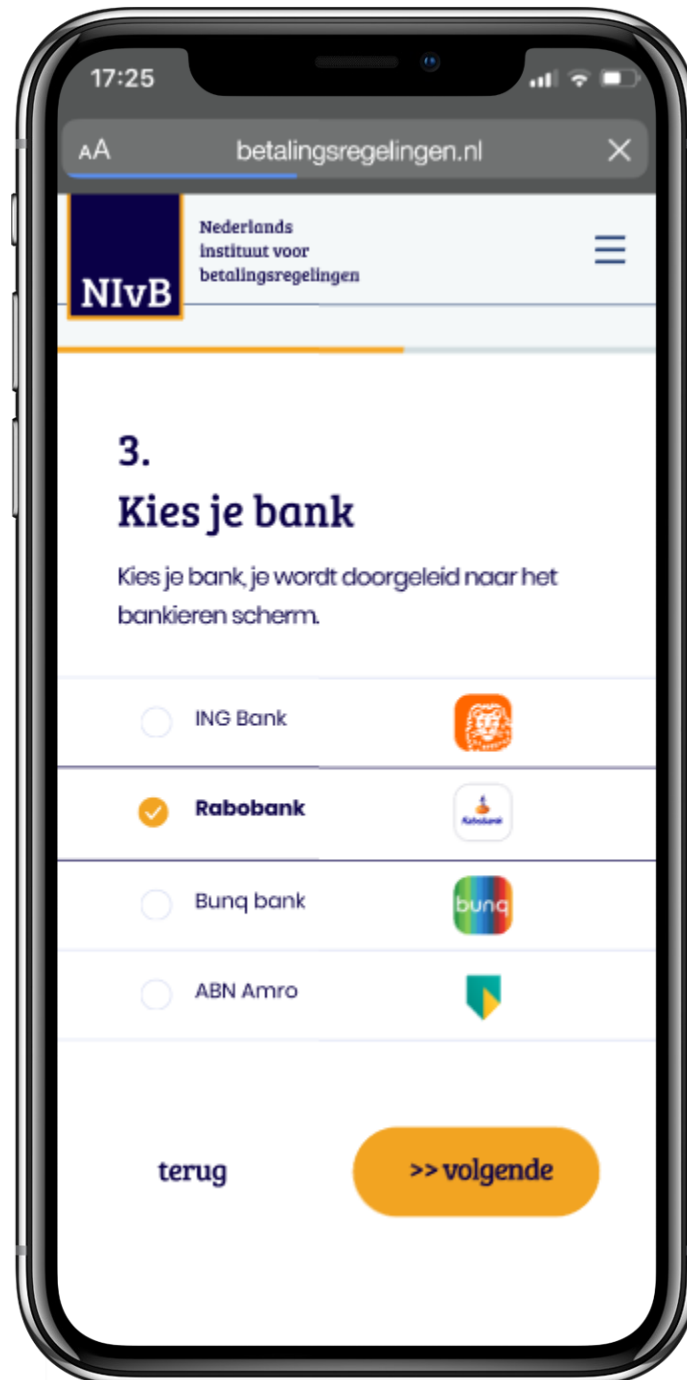 17:25
AA
betalingsregelingen.nl
NIvB
Nederlands
instituut voor
betalingsregelingen
3.
Kies je bank
Kies je bank, je wordt doorgeleid naar het
bankieren scherm.
ING Bank
Rabobank
Rabobank
Bunq bank
bunq
ABN Amro
terug
>> volgende